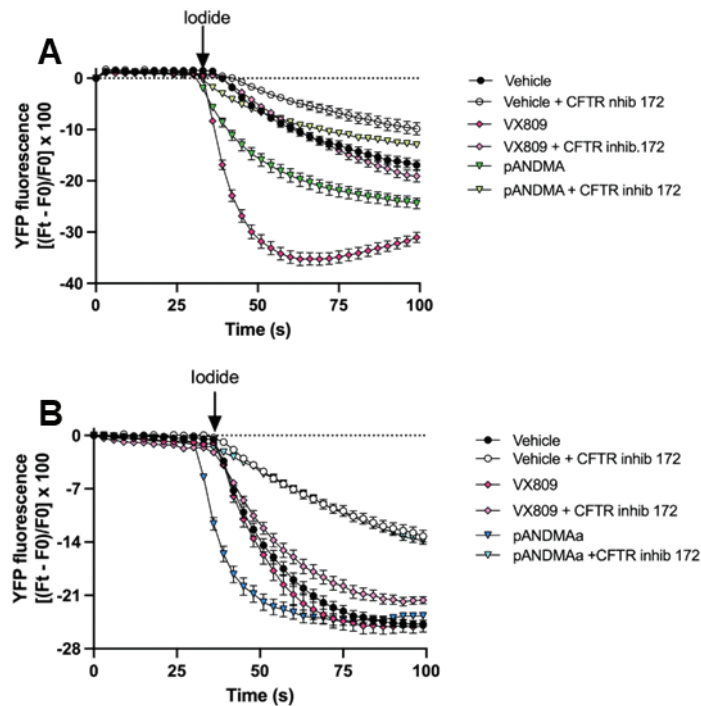 Iodide
A
0
-10
-20
-30
-40
YFP fluorescence
[(Ft - F0)/F0] x 100
0
25
50
75
100
Time (s)
Vehicle
Vehicle + CFTR nhib 172
VX809
VX809 + CFTR inhib.172
pANDMA
pANDMA + CFTR inhib 172
Iodide
B
0
-7
-14
-21
-28
YFP fluorescence
[(Ft - F0)/F0] x 100
0
25
50
75
100
Time (s)
Vehicle
Vehicle + CFTR inhib 172
VX809
VX809 + CFTR inhib 172
pANDMAa
pANDMAa +CFTR inhib 172